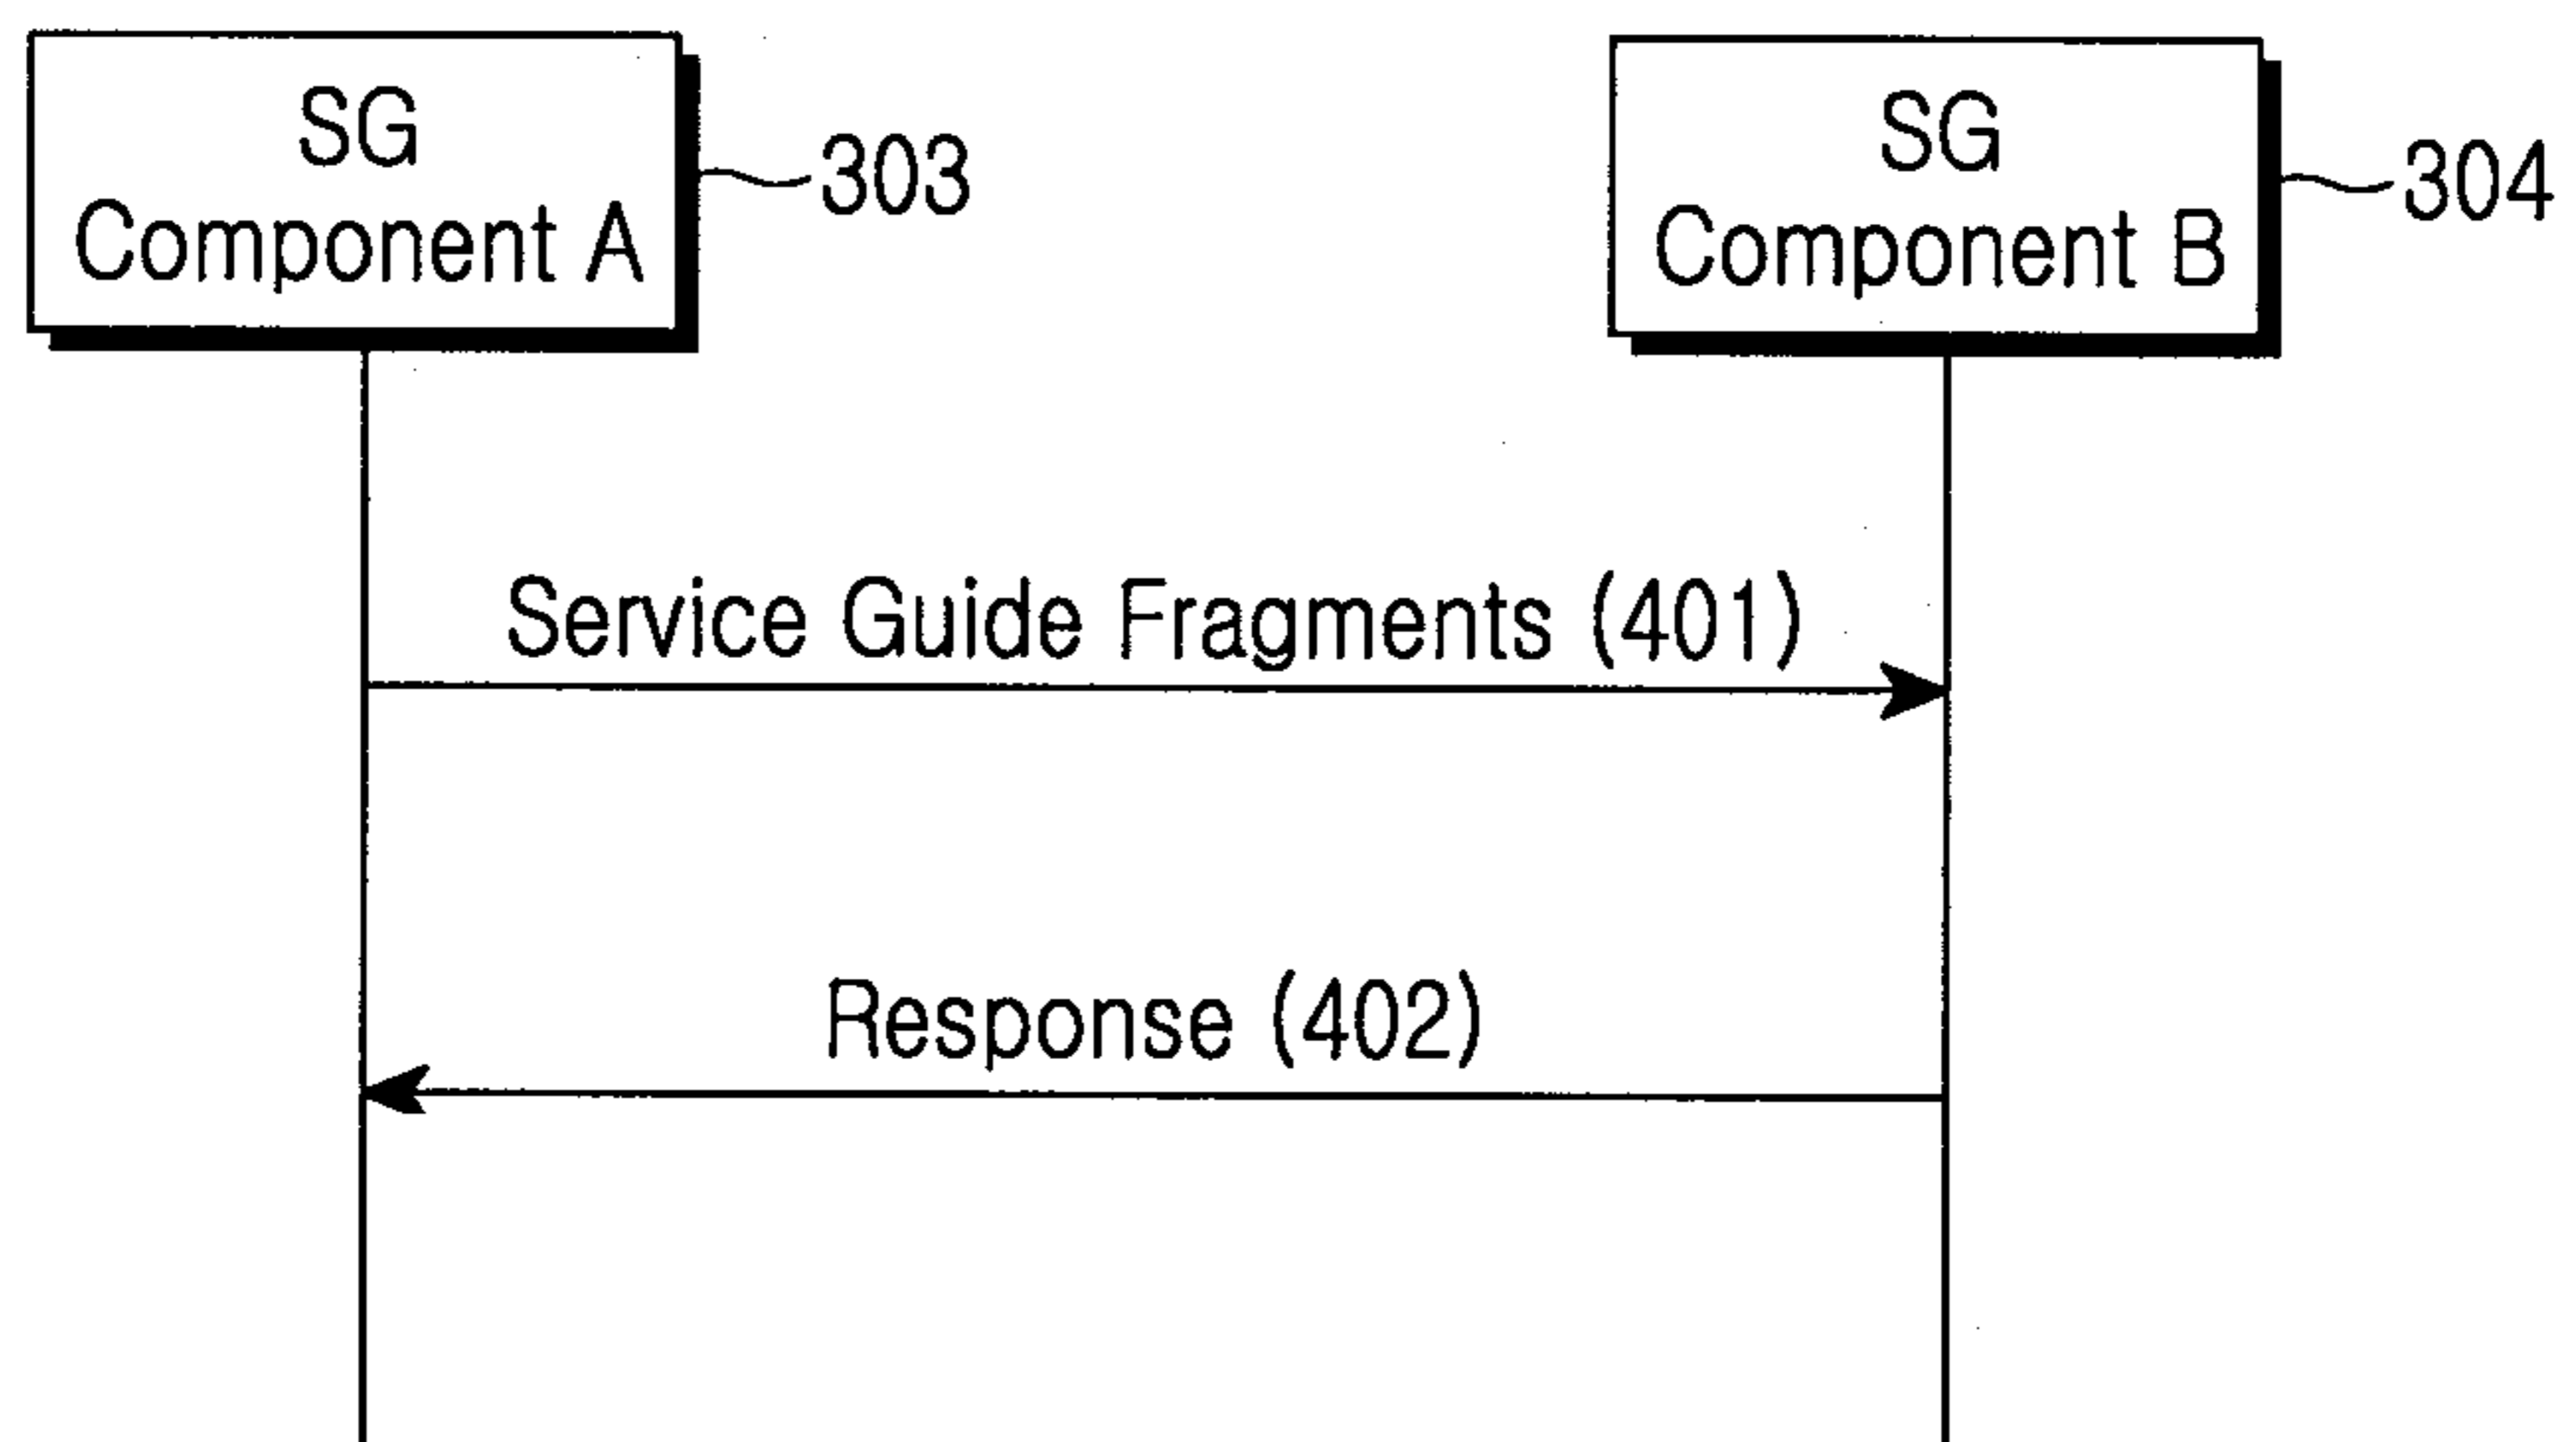 SG
Component A
303
SG
Component B
304
Service Guide Fragments (401)
Response (402)